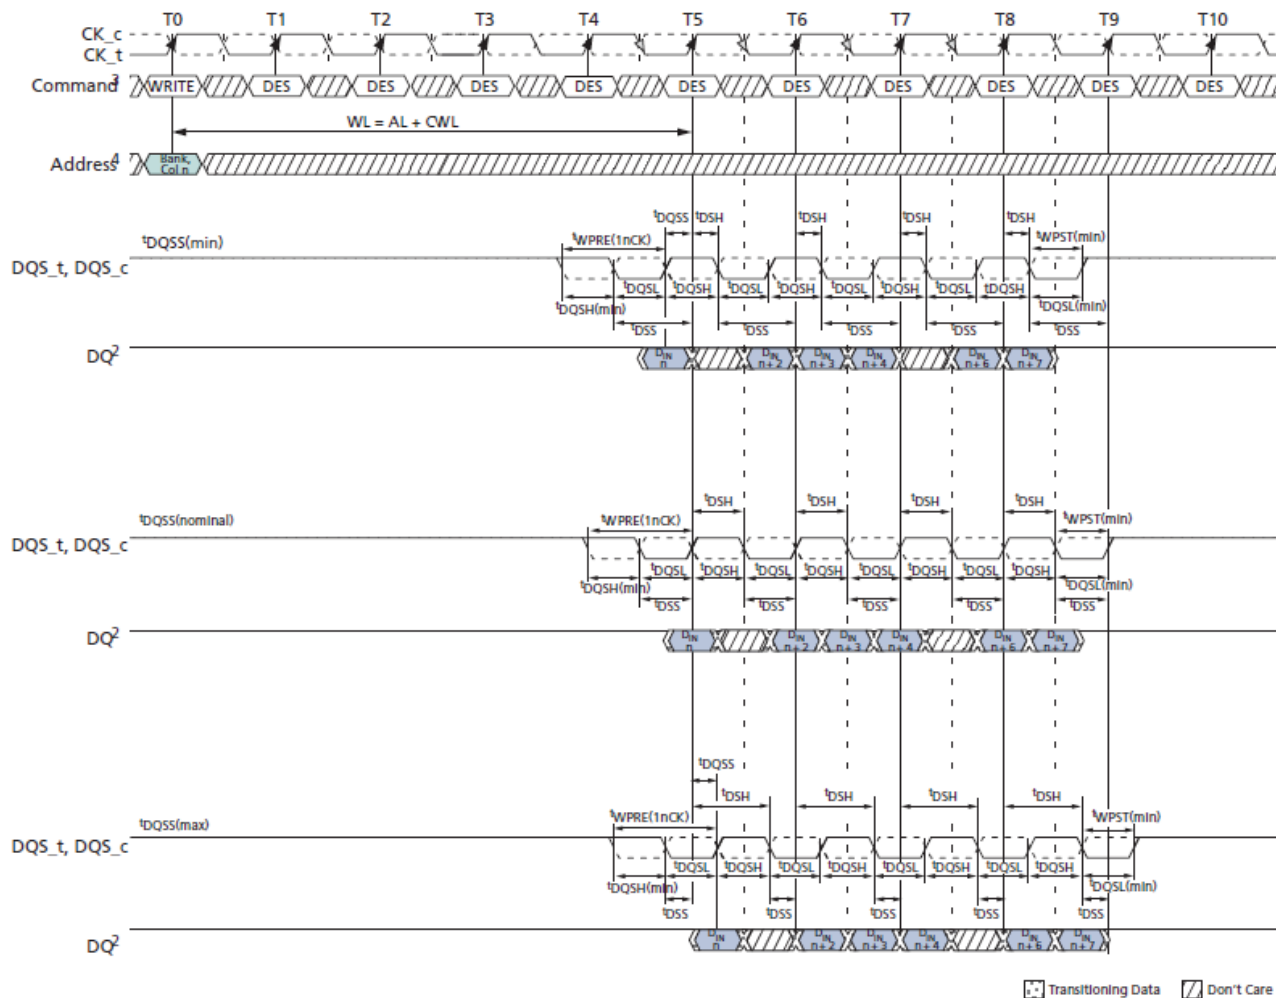 T0 T1 T2 T3 T4 T5 T6 T7 T8 T9 T10
CK_c
CK_t
Command3 WRITE DES DES DES DES DES DES DES DES DES DES
WL = AL + CWL
Address4 Bank,
Col n
tDQSS tDSH tDSH tDSH tDSH
tDQSS(min) tWPRE(1nCK) tWPST(min)
DQS_t, DQS_c
tDQSL tDQSH tDQSL tDQSH tDQSL tDQSH tDQSL tDQSH
tDQSH(min) tDQSL(min)
tDSS tDSS tDSS tDSS tDSS
DQ2 DIN DIN DIN DIN DIN DIN
n n+2 n+3 n+4 n+6 n+7
tDSH tDSH tDSH tDSH
tDQSS(nominal) tWPRE(1nCK) tWPST(min)
DQS_t, DQS_c
tDQSL tDQSH tDQSL tDQSH tDQSL tDQSH tDQSL tDQSH
tDQSH(min) tDQSL(min)
tDSS tDSS tDSS tDSS tDSS
DQ2 DIN DIN DIN DIN DIN DIN
n n+2 n+3 n+4 n+6 n+7
tDQSS
tDSH tDSH tDSH tDSH
tDQSS(max) tWPRE(1nCK) tWPST(min)
DQS_t, DQS_c
tDQSL tDQSH tDQSL tDQSH tDQSL tDQSH tDQSL tDQSH
tDQSH(min) tDQSL(min)
tDSS tDSS tDSS tDSS tDSS
DQ2 DIN DIN DIN DIN DIN DIN
n n+2 n+3 n+4 n+6 n+7
Transitioning Data Don't Care